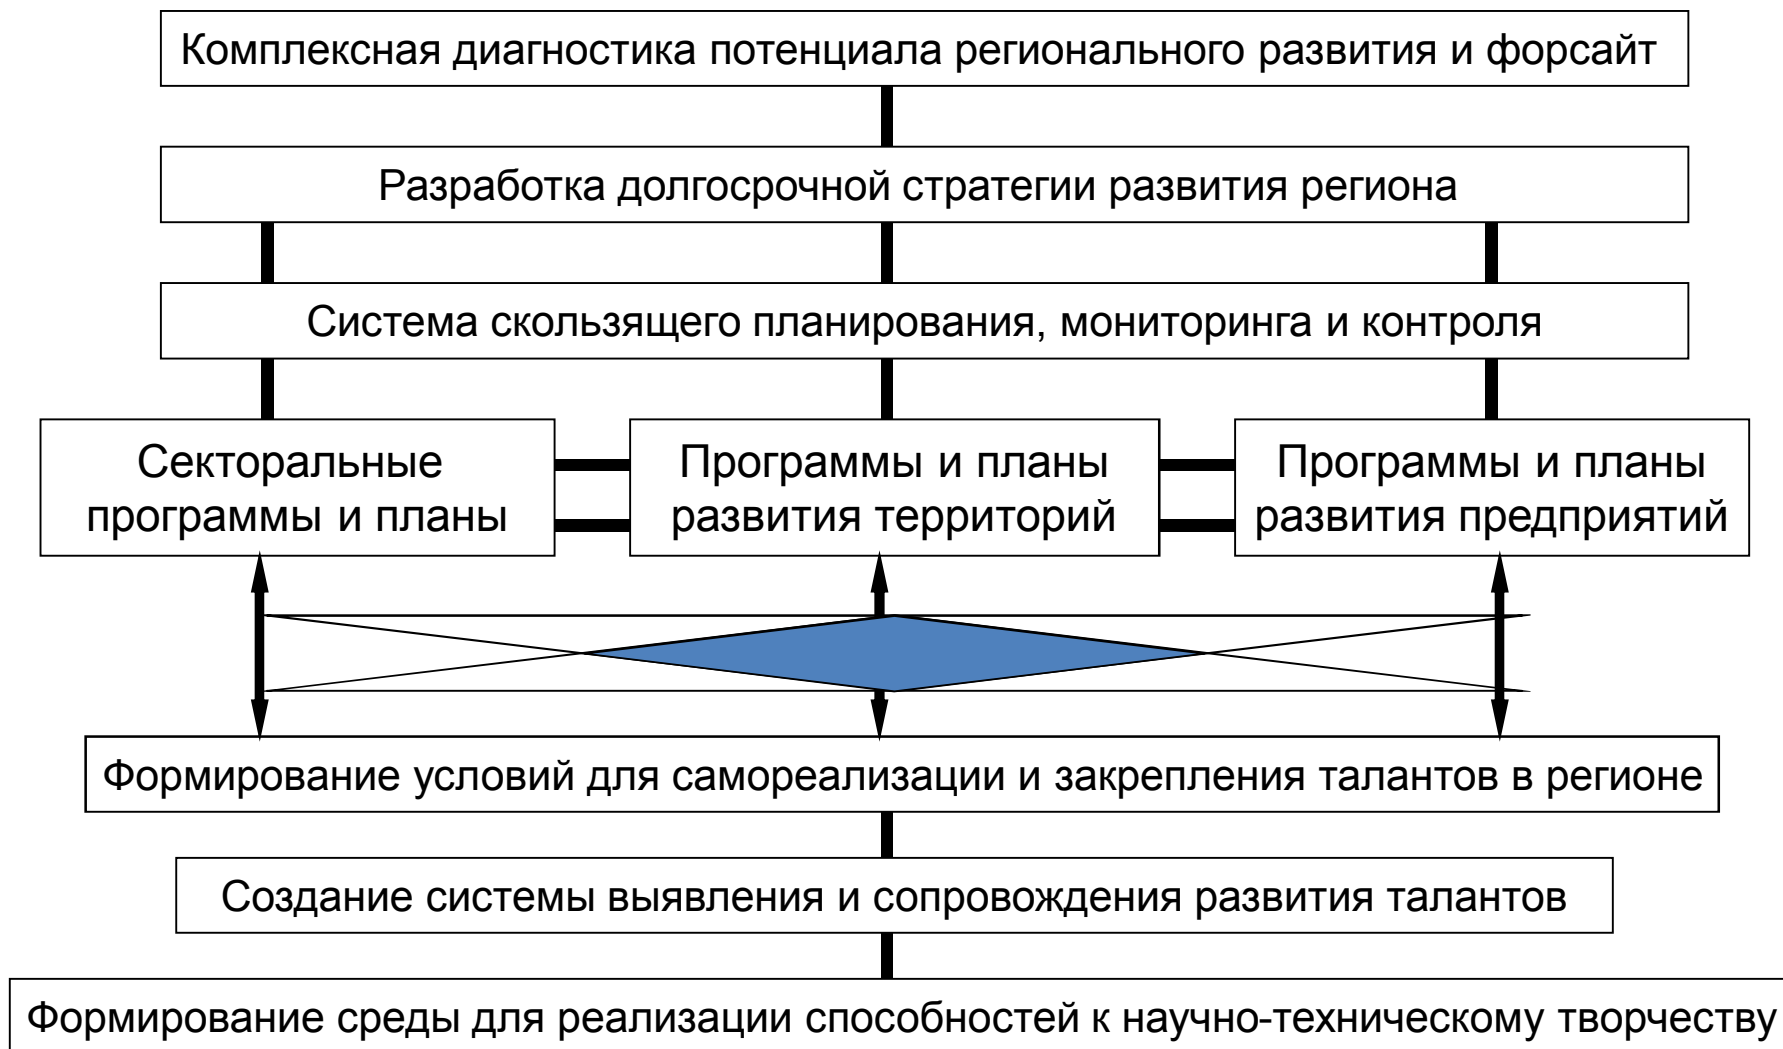 Комплексная диагностика потенциала регионального развития и форсайт
Разработка долгосрочной стратегии развития региона
Система скользящего планирования, мониторинга и контроля
Секторальные
программы и планы
Программы и планы
развития территорий
Программы и планы
развития предприятий
Формирование условий для самореализации и закрепления талантов в регионе
Создание системы выявления и сопровождения развития талантов
Формирование среды для реализации способностей к научно-техническому творчеству